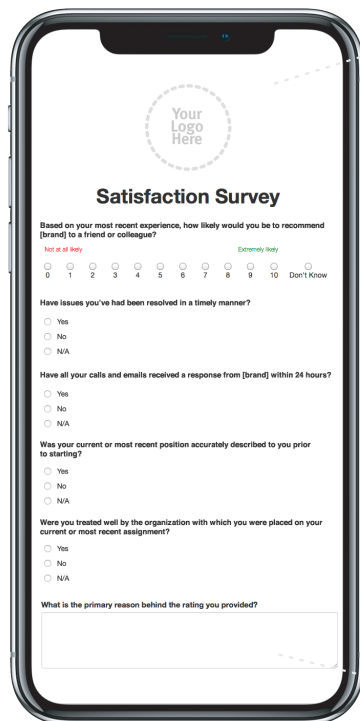 Your
Logo
Here
Satisfaction Survey
Based on your most recent experience, how likely would you be to recommend
[brand] to a friend or colleague?
Not at all likely Extremely likely
0 1 2 3 4 5 6 7 8 9 10 Don't Know
Have issues you've had been resolved in a timely manner?
Yes
No
N/A
Have all your calls and emails received a response from [brand] within 24 hours?
Yes
No
N/A
Was your current or most recent position accurately described to you prior
to starting?
Yes
No
N/A
Were you treated well by the organization with which you were placed on your
current or most recent assignment?
Yes
No
N/A
What is the primary reason behind the rating you provided?